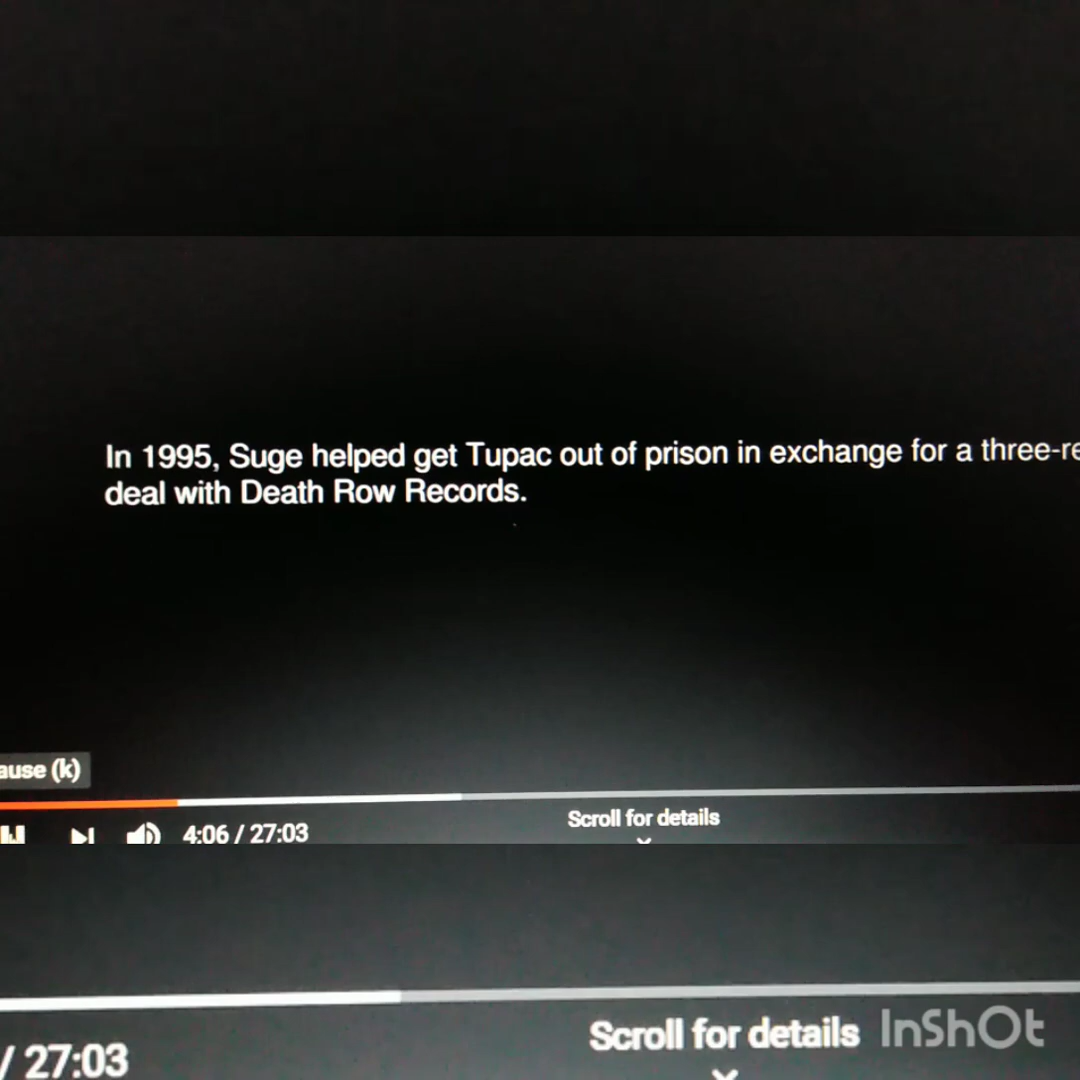 In 1995, Suge helped get Tupac out of prison in exchange for a three-re
deal with Death Row Records.
ause (k)
4:06 / 27:03
Scroll for details
Scroll for details
InShOt
/ 27:03